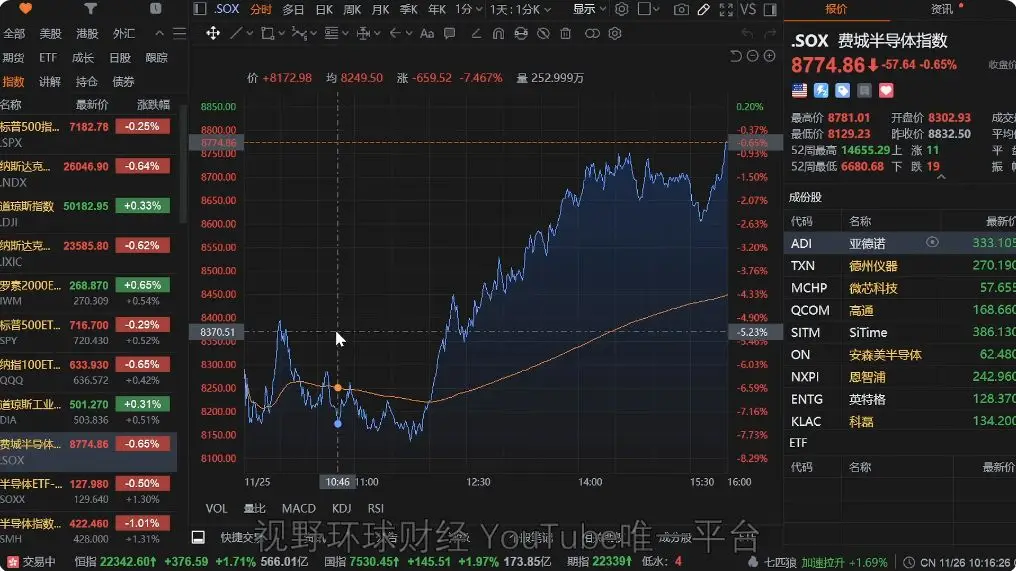 .SOX 分时 多日 日K 周K 月K 季K 年K 1分 1天:1分K 显示 VS 报价 资讯
全部 美股 港股 外汇
期货 ETF 成长 日股 跟踪
指数 讲解 持仓 债券
名称 最新价 涨跌幅
标普500指... 7182.78 -0.25%
.SPX
纳斯达克... 26046.90 -0.64%
.NDX
道琼斯指数 50182.95 +0.33%
.DJI
纳斯达克... 23585.80 -0.62%
.IXIC
罗素2000E... 268.870 +0.65%
IWM 270.309 +0.54%
标普500ET... 716.700 -0.29%
SPY 720.430 +0.52%
纳指100ET... 633.930 -0.65%
QQQ 636.572 +0.42%
道琼斯工业... 501.270 +0.31%
DIA 503.836 +0.51%
费城半导体... 8774.86 -0.65%
.SOX
半导体ETF-... 127.980 -0.50%
SOXX 129.640 +1.30%
半导体指数... 422.460 -1.01%
SMH 428.000 +1.31%
Aa
价 +8172.98 均 8249.50 涨 -659.52 -7.467% 量 252.999万
8850.00 0.20%
8800.00 -0.37%
8774.86 -0.65%
8750.00 -0.93%
8700.00 -1.50%
8650.00 -2.07%
8600.00 -2.63%
8550.00 -3.20%
8500.00 -3.76%
8450.00 -4.33%
8400.00 -4.90%
8370.51 -5.23%
8350.00 -5.46%
8300.00 -6.03%
8250.00 -6.59%
8200.00 -7.16%
8150.00 -7.73%
8100.00 -8.29%
11/25 10:46 11:00 12:30 14:00 15:30 16:00
VOL 量比 MACD KDJ RSI
快捷交易
视野环球财经 YouTube唯一平台
.SOX 费城半导体指数
8774.86 -57.64 -0.65%
最高价 8781.01 开盘价 8302.93
最低价 8129.23 昨收价 8832.50
52周最高 14655.29 上 涨 11
52周最低 6680.68 下 跌 19
成份股
代码 名称 最新价
ADI 亚德诺 333.105
TXN 德州仪器 270.190
MCHP 微芯科技 57.655
QCOM 高通 168.660
SITM SiTime 386.130
ON 安森美半导体 62.480
NXPI 恩智浦 242.960
ENTG 英特格 128.370
KLAC 科磊 134.200
ETF
代码 名称 最新价
交易中 恒指 22342.60 +376.59 +1.71% 566.01亿 国指 7530.45 +145.51 +1.97% 173.85亿 期指 22339 低水: 4 七匹狼 加速拉升 +1.69% CN 11/26 10:16:26